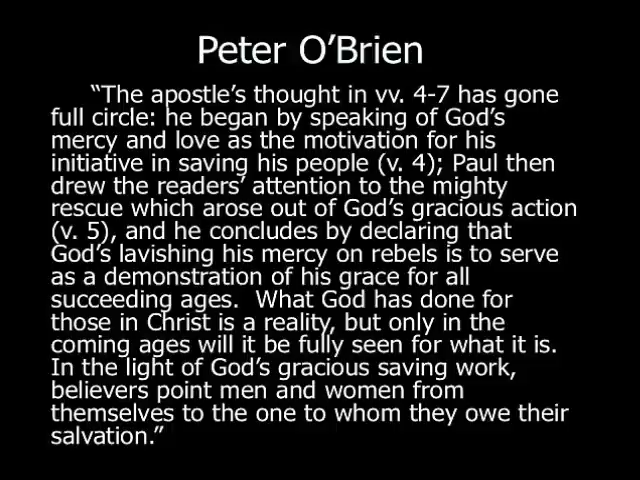 Peter O’Brien
“The apostle’s thought in vv. 4-7 has gone
full circle: he began by speaking of God’s
mercy and love as the motivation for his
initiative in saving his people (v. 4); Paul then
drew the readers’ attention to the mighty
rescue which arose out of God’s gracious action
(v. 5), and he concludes by declaring that
God’s lavishing his mercy on rebels is to serve
as a demonstration of his grace for all
succeeding ages.  What God has done for
those in Christ is a reality, but only in the
coming ages will it be fully seen for what it is.
In the light of God’s gracious saving work,
believers point men and women from
themselves to the one to whom they owe their
salvation.”